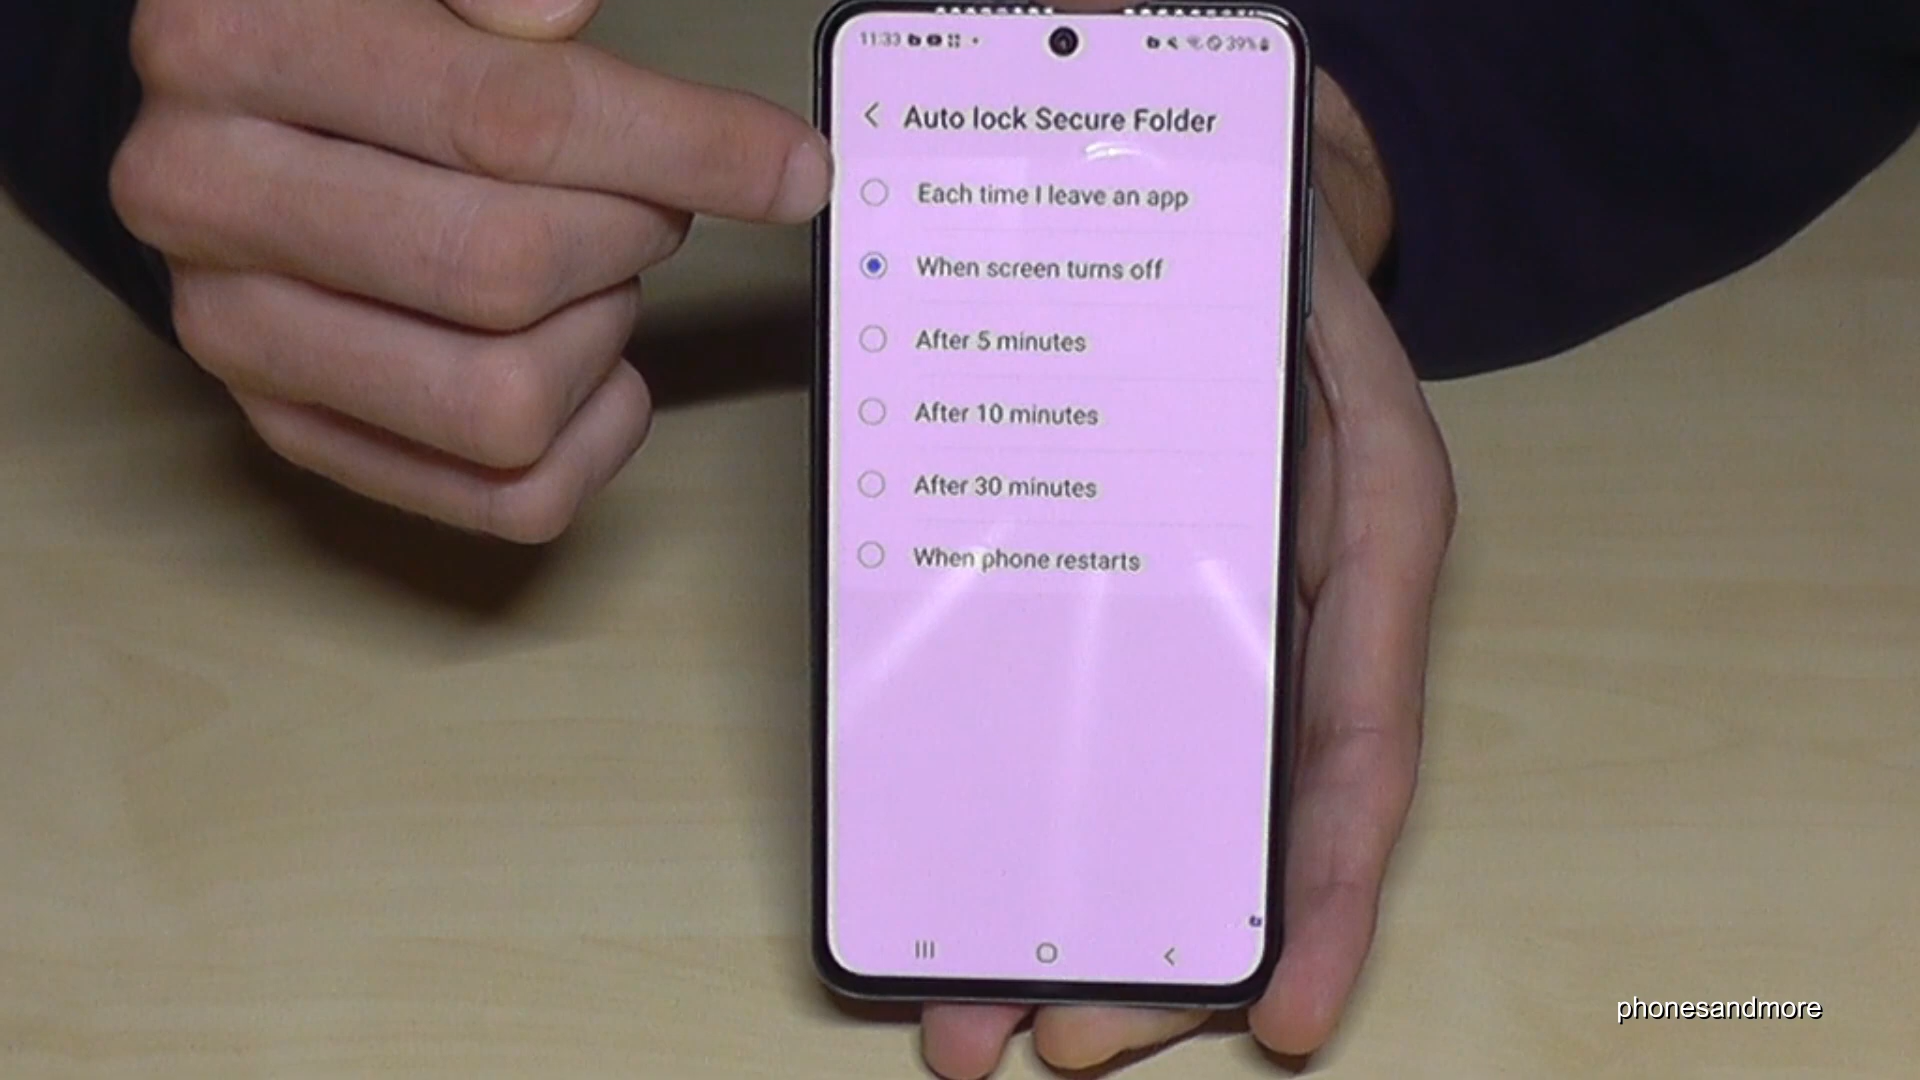 11:33
39%
Auto lock Secure Folder
Each time I leave an app
When screen turns off
After 5 minutes
After 10 minutes
After 30 minutes
When phone restarts
phonesandmore